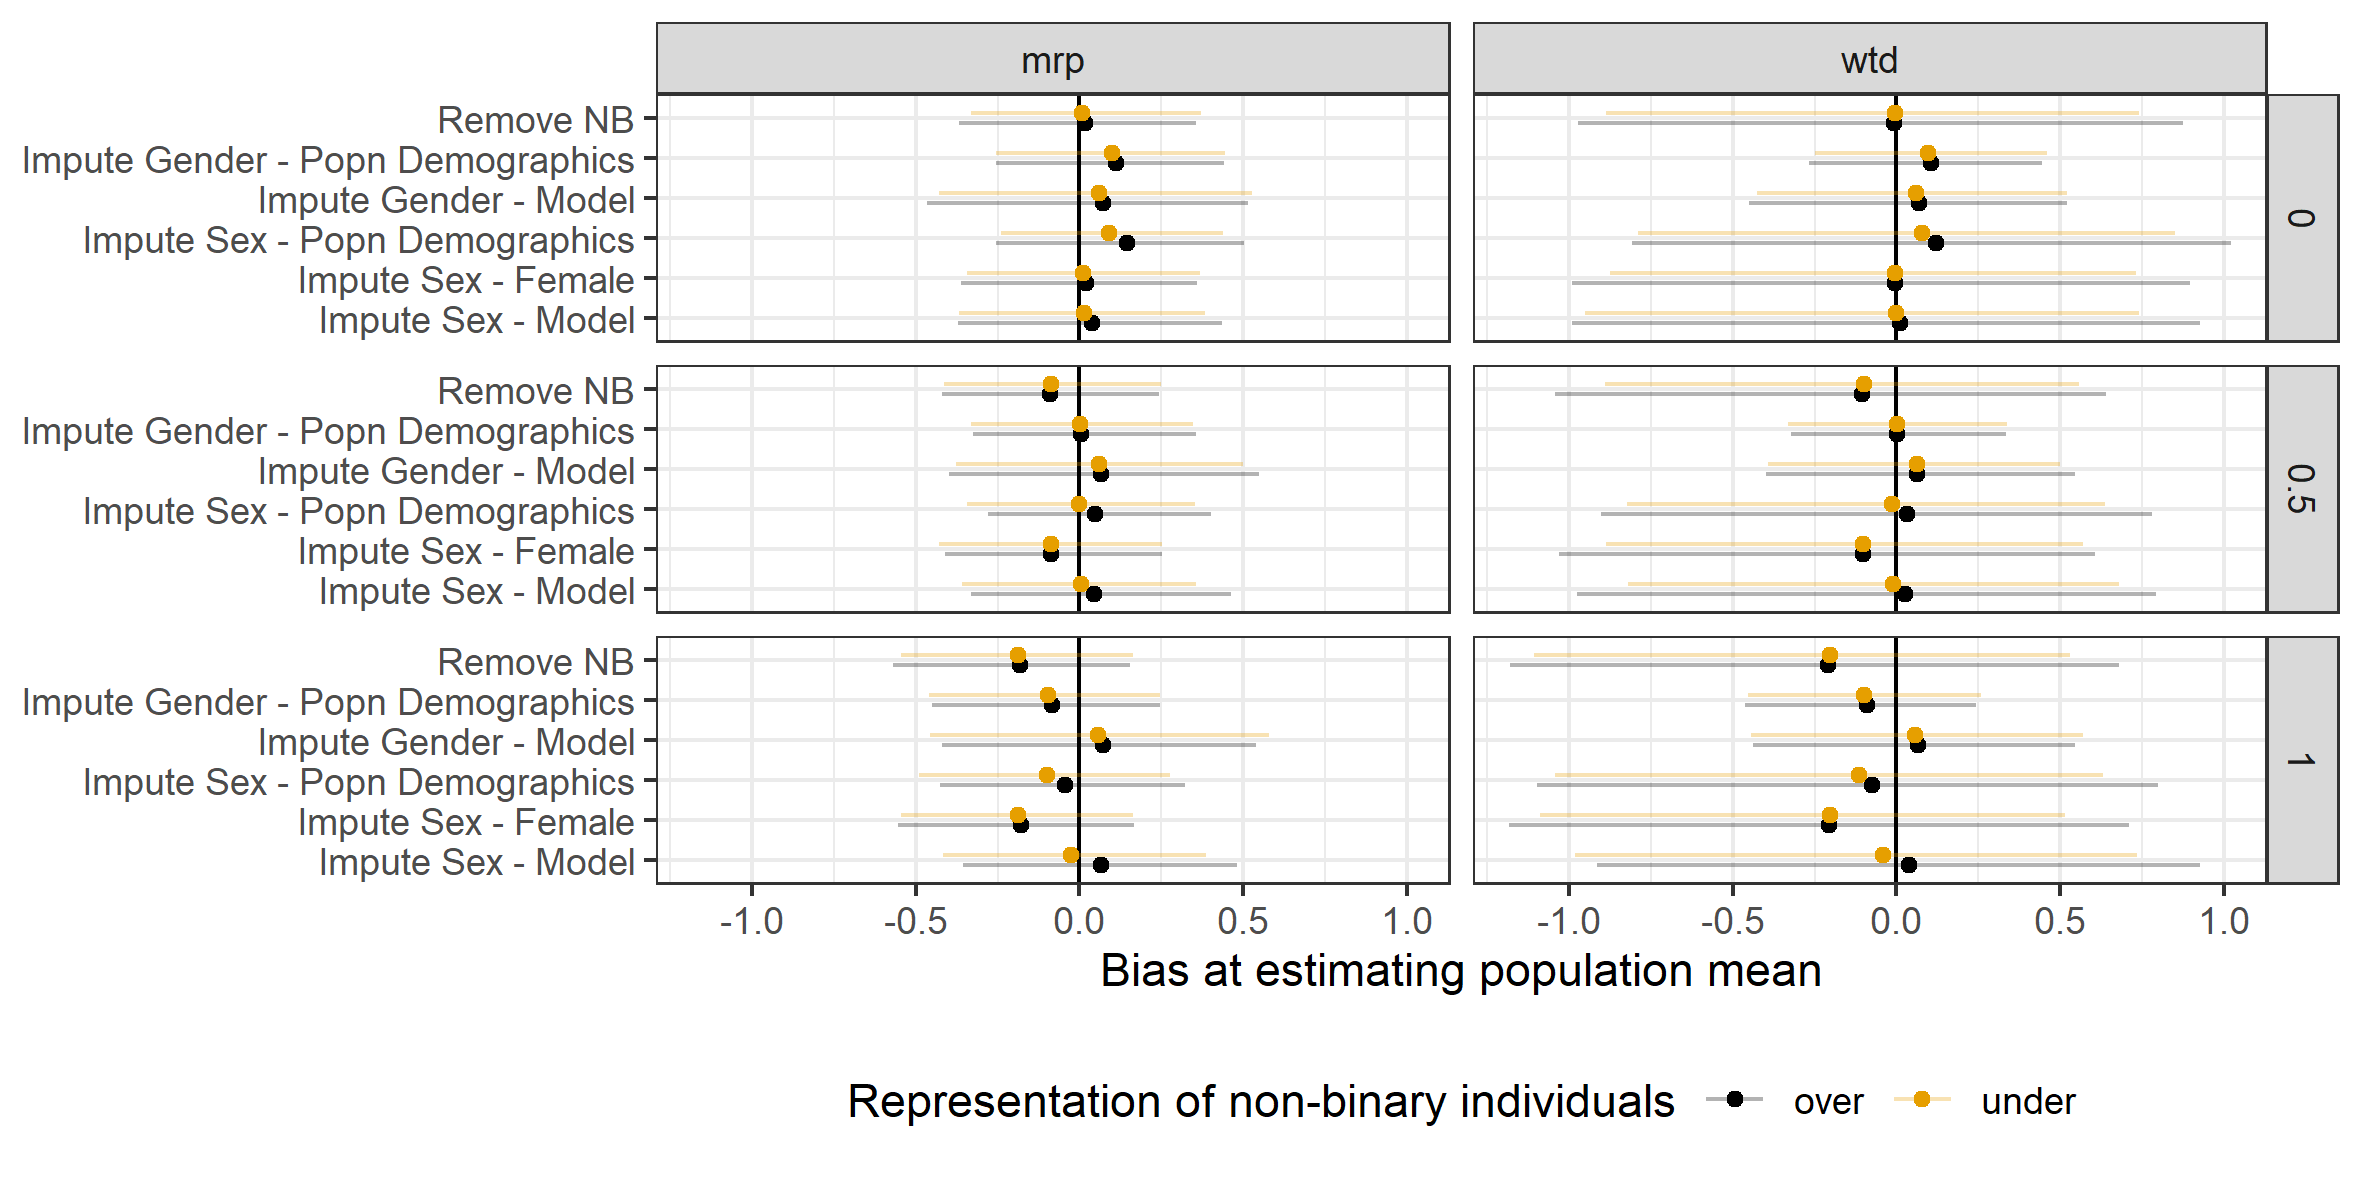 mrp
wtd
Remove NB
Impute Gender - Popn Demographics
Impute Gender - Model
Impute Sex - Popn Demographics
Impute Sex - Female
Impute Sex - Model
0
Remove NB
Impute Gender - Popn Demographics
Impute Gender - Model
Impute Sex - Popn Demographics
Impute Sex - Female
Impute Sex - Model
0.5
Remove NB
Impute Gender - Popn Demographics
Impute Gender - Model
Impute Sex - Popn Demographics
Impute Sex - Female
Impute Sex - Model
1
-1.0 -0.5 0.0 0.5 1.0
-1.0 -0.5 0.0 0.5 1.0
Bias at estimating population mean
Representation of non-binary individuals over under